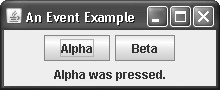 An Event Example
Alpha Beta
Alpha was pressed.